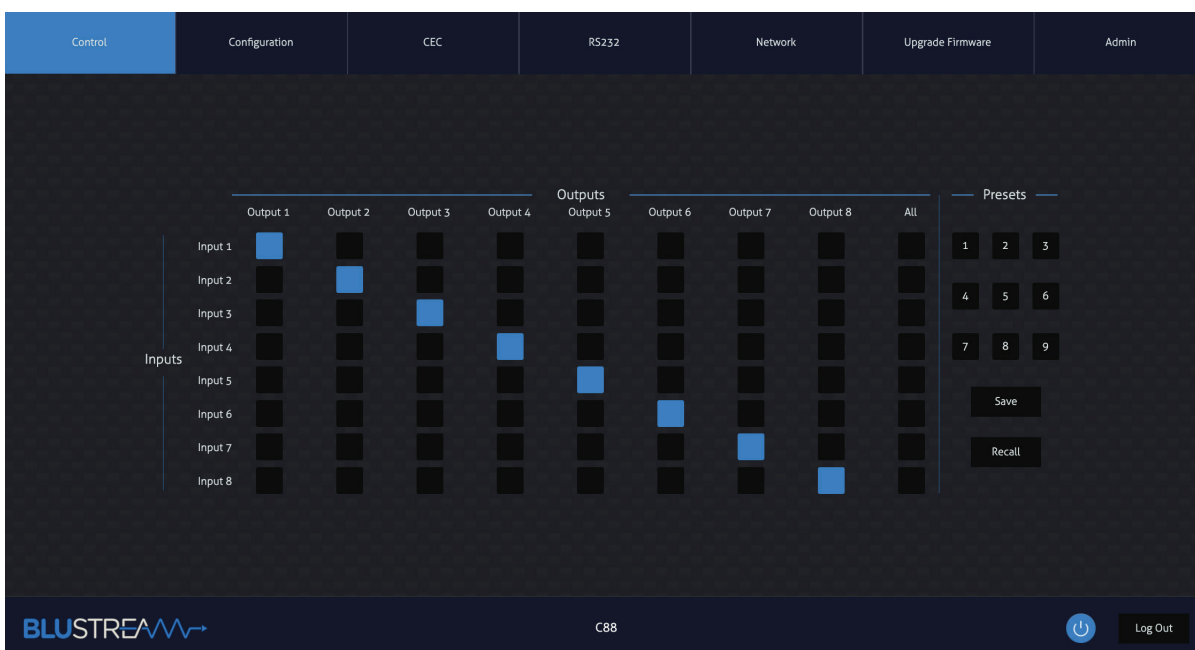 Control Configuration CEC RS232 Network Upgrade Firmware Admin
Outputs Presets
Output 1 Output 2 Output 3 Output 4 Output 5 Output 6 Output 7 Output 8 All
Input 1 1 2 3
Input 2
4 5 6
Input 3
Input 4 7 8 9
Inputs
Input 5
Save
Input 6
Input 7 Recall
Input 8
BLUSTREAM C88 Log Out